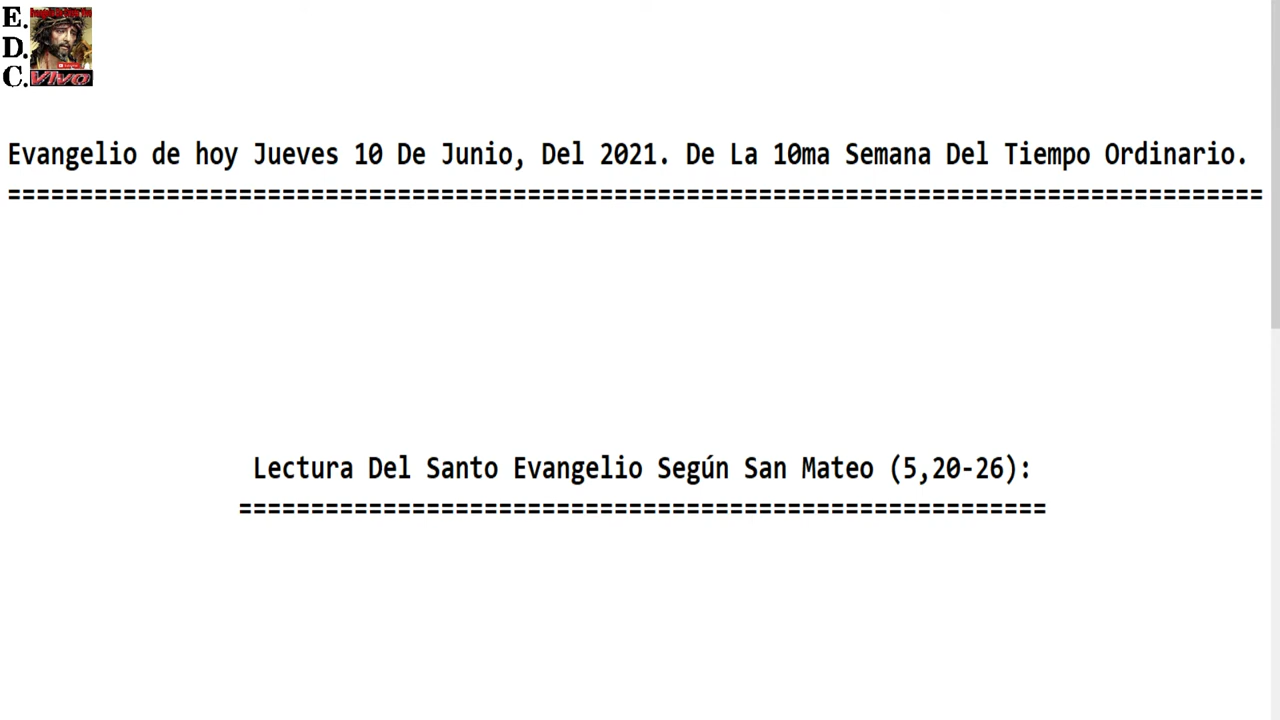 E.
D.
C.
Vivo
Evangelio de hoy Jueves 10 De Junio, Del 2021. De La 10ma Semana Del Tiempo Ordinario.
=======================================================================================
Lectura Del Santo Evangelio Según San Mateo (5,20-26):
========================================================